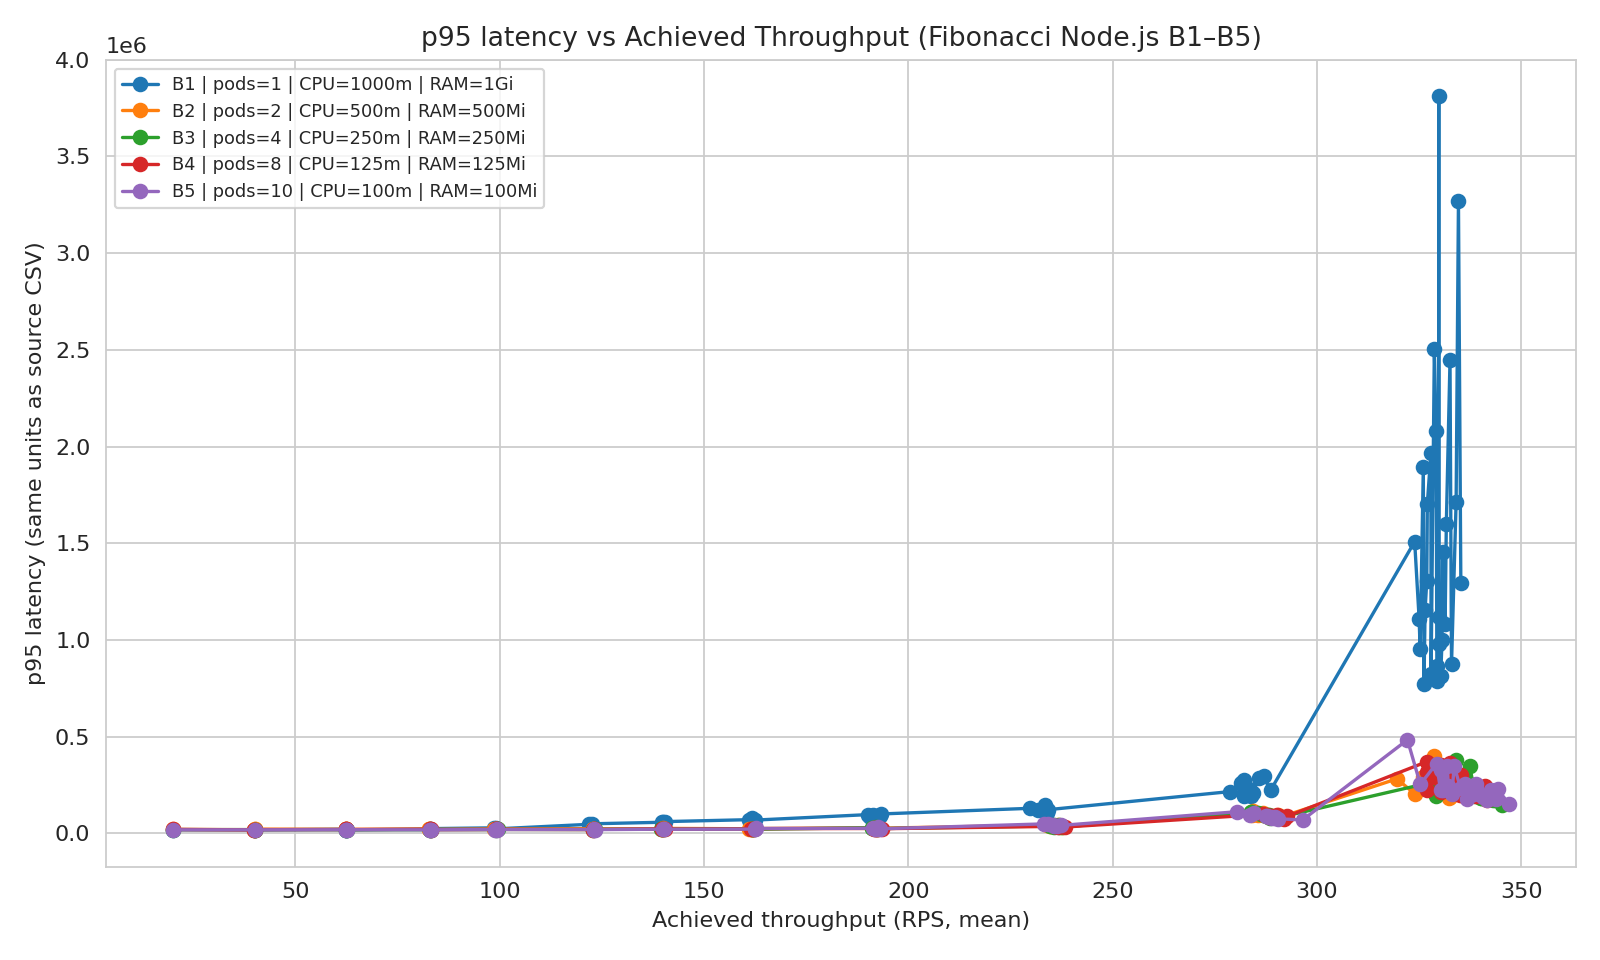 p95 latency vs Achieved Throughput (Fibonacci Node.js B1–B5)
1e6
4.0
3.5
3.0
2.5
2.0
1.5
1.0
0.5
0.0
p95 latency (same units as source CSV)
B1 | pods=1 | CPU=1000m | RAM=1Gi
B2 | pods=2 | CPU=500m | RAM=500Mi
B3 | pods=4 | CPU=250m | RAM=250Mi
B4 | pods=8 | CPU=125m | RAM=125Mi
B5 | pods=10 | CPU=100m | RAM=100Mi
50 100 150 200 250 300 350
Achieved throughput (RPS, mean)